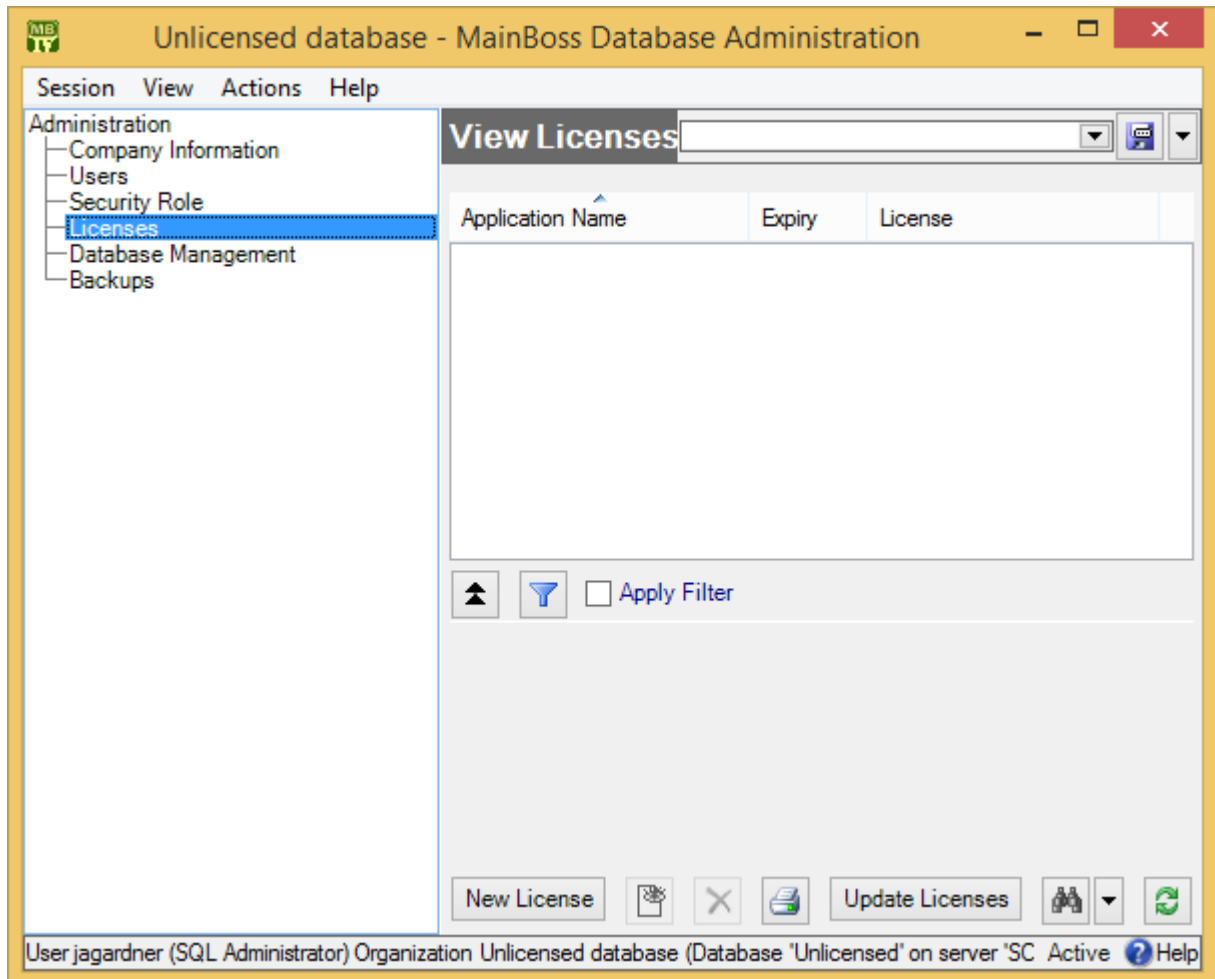 MB
Unlicensed database - MainBoss Database Administration
Session View Actions Help
Administration
Company Information
Users
Security Role
Licenses
Database Management
Backups
View Licenses
Application Name Expiry License
Apply Filter
New License Update Licenses
User jagardner (SQL Administrator) Organization Unlicensed database (Database "Unlicensed" on server "SC Active Help